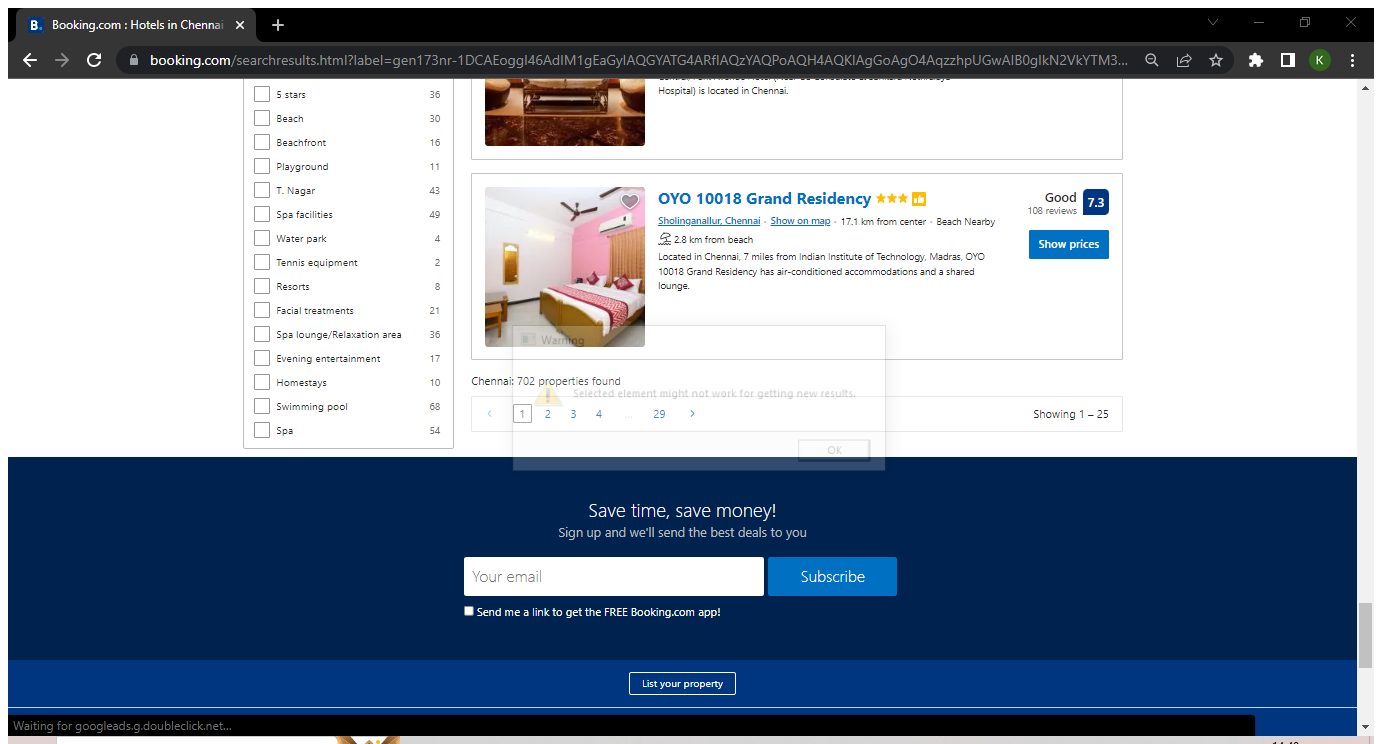 Booking.com : Hotels in Chennai
booking.com/searchresults.html?label=gen173nr-1DCAEoggI46AdIM1gEaGyIAQGYATG4ARfIAQzYAQPoAQH4AQKIAgGoAgO4AqzzhpUGwAIB0gIkN2VkYTM3...
K
Hospital) is located in Chennai.
5 stars 36
Beach 30
Beachfront 16
Playground 11
T. Nagar 43
Spa facilities 49
Water park 4
Tennis equipment 2
Resorts 8
Facial treatments 21
Spa lounge/Relaxation area 36
Evening entertainment 17
Homestays 10
Swimming pool 68
Spa 54
OYO 10018 Grand Residency
Good 7.3
108 reviews
Sholinganallur, Chennai · Show on map · 17.1 km from center · Beach Nearby
2.8 km from beach
Show prices
Located in Chennai, 7 miles from Indian Institute of Technology, Madras, OYO
10018 Grand Residency has air-conditioned accommodations and a shared
lounge.
Warning
Selected element might not work for getting new results.
OK
Chennai: 702 properties found
1 2 3 4 ... 29
Showing 1 – 25
Save time, save money!
Sign up and we'll send the best deals to you
Your email
Subscribe
Send me a link to get the FREE Booking.com app!
List your property
Waiting for googleads.g.doubleclick.net...